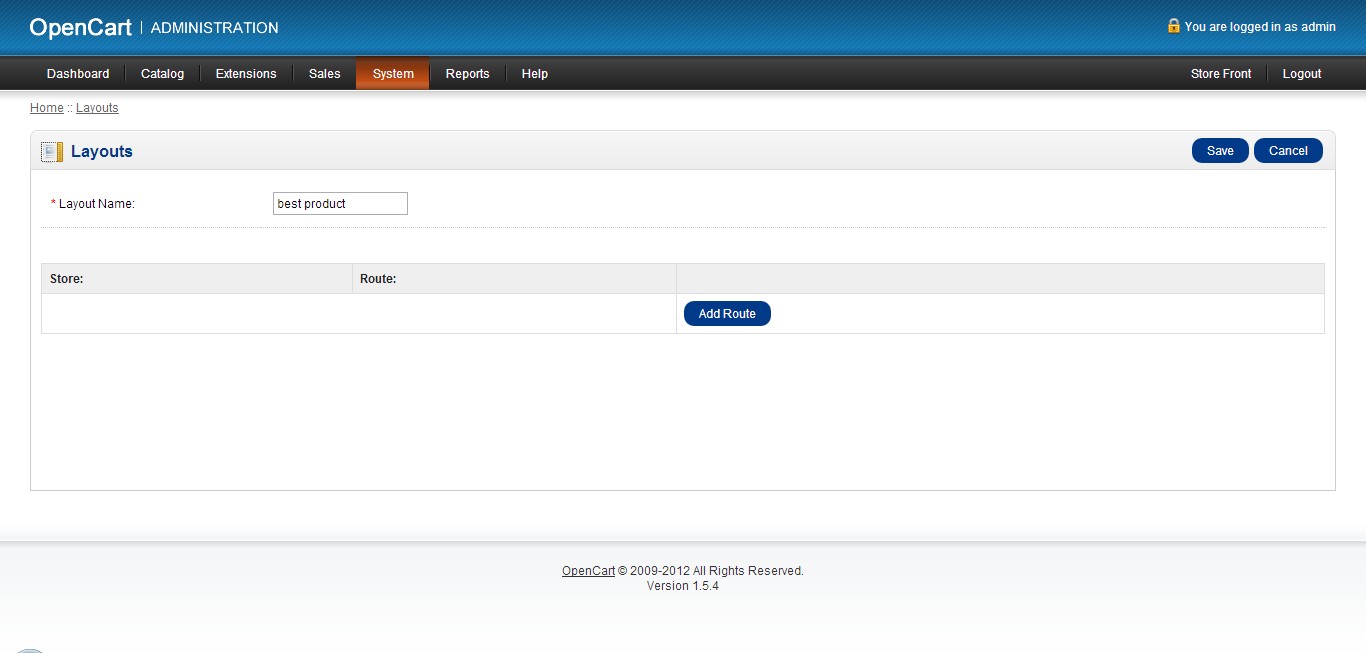 OpenCart | ADMINISTRATION You are logged in as admin
Dashboard Catalog Extensions Sales System Reports Help Store Front Logout
Home :: Layouts
Layouts Save Cancel
* Layout Name: best product
Store: Route:
Add Route
OpenCart © 2009-2012 All Rights Reserved.
Version 1.5.4